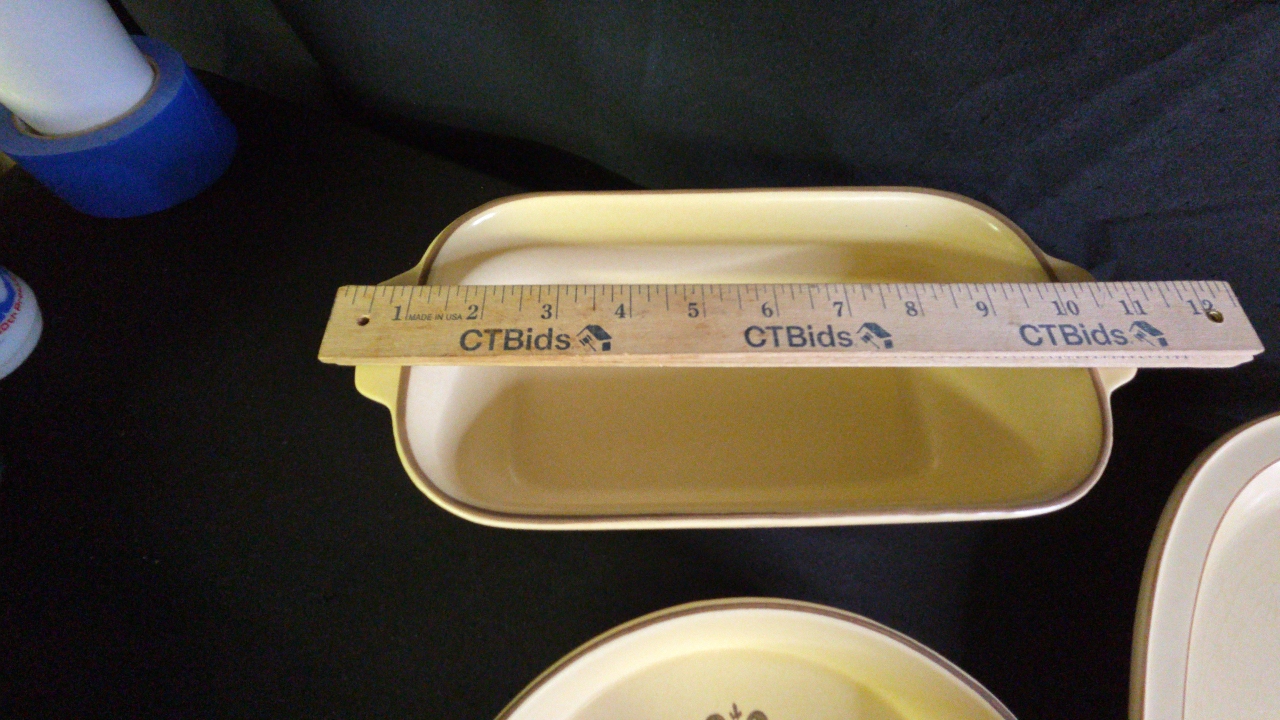 1 MADE IN USA 2 3 4 5 6 7 8 9 10 11 12
CTBids CTBids CTBids